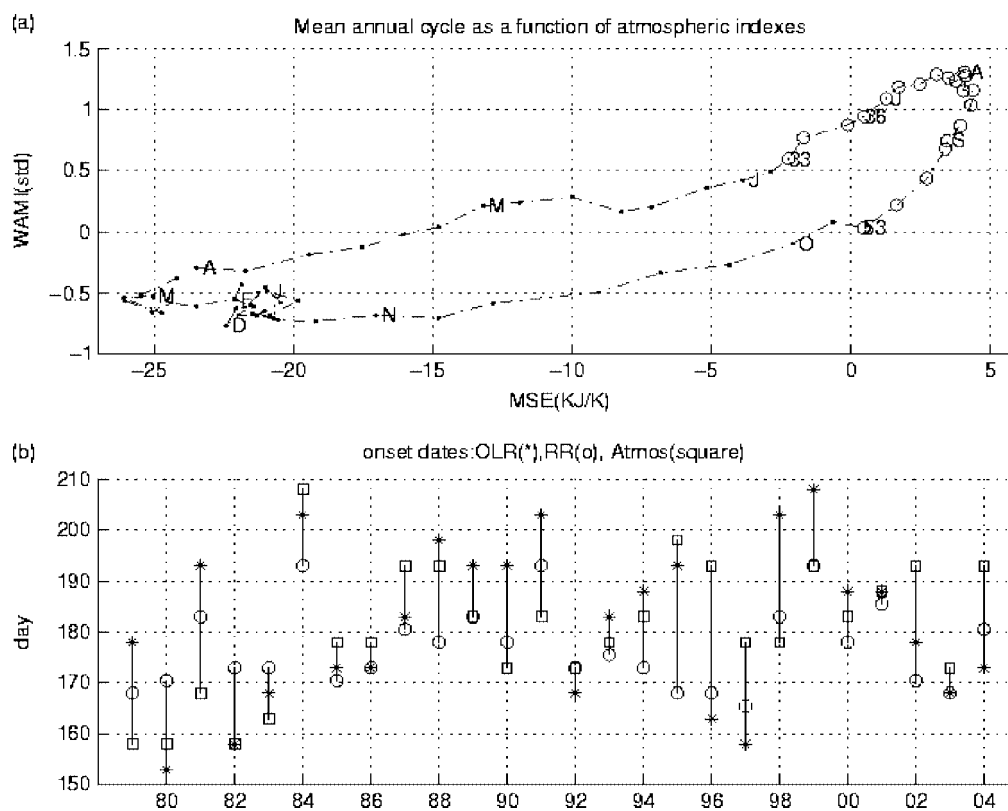 (a)
Mean annual cycle as a function of atmospheric indexes
1.5
1
0.5
0
−0.5
−1
WAMI(std)
A
J
36
33
S
J
M
53
O
A
M
J
F
D
N
−25
−20
−15
−10
−5
0
5
MSE(KJ/K)
(b)
onset dates:OLR(*),RR(o), Atmos(square)
210
200
190
180
170
160
150
day
80
82
84
86
88
90
92
94
96
98
00
02
04